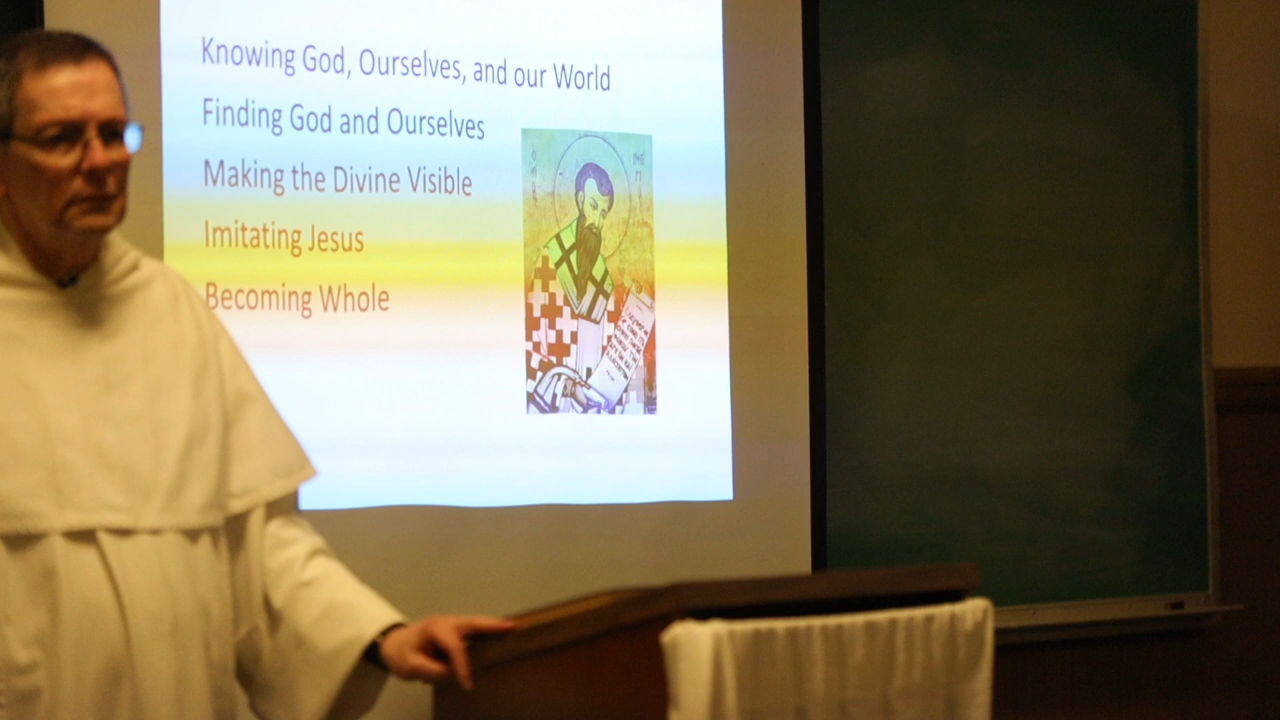 Knowing God, Ourselves, and our World
Finding God and Ourselves
Making the Divine Visible
Imitating Jesus
Becoming Whole